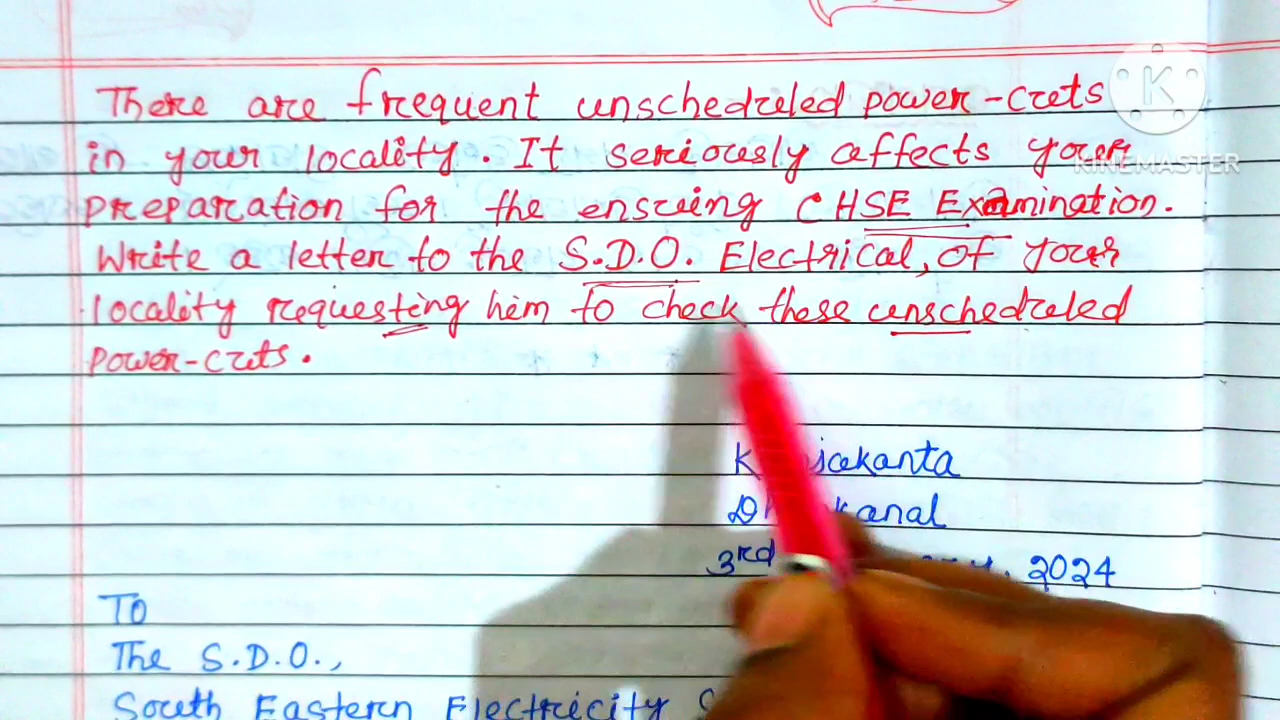 There are frequent unscheduled power-cuts
in your locality. It seriously affects your
KINEMASTER
preparation for the ensuing CHSE Examination.
Write a letter to the S.D.O. Electrical, of your
locality requesting him to check these unscheduled
power-cuts.
2024
3rd
To
The S.D.O.,
South Eastern Electricity